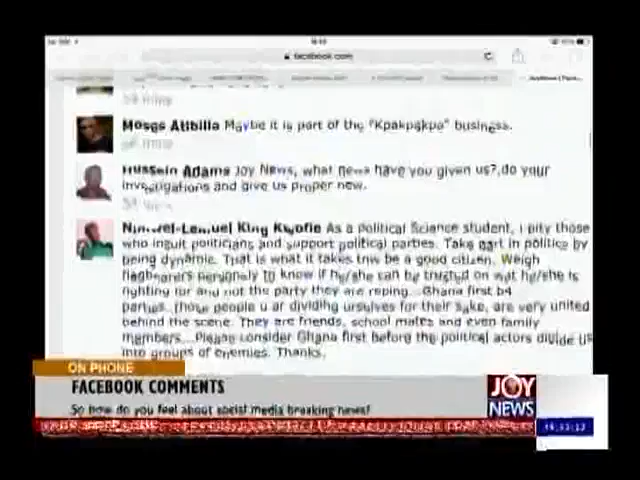 facebook.com
Moses Atibilla Maybe it is part of the "Kpakpakpa" business.
Hussein Adams Joy News, what news have you given us?,do your
investigations and give us proper new.
King Kwofie As a Political Science student, I pity those
who insult politicians and support political parties. Take part in politics by
being dynamic. That is what it takes tnw be a good citizen. Weigh
flagbearers personaly to know if he/she can be trusted on wat he/she is
fighting for and not the party they are reping... Ghana first b4
parties. people u ar dividing urselves for their sake, are very united
behind the scene. They are friends, school mates and even family
members...Please consider Ghana first before the political actors divide us
into groups of enemies. Thanks.
ON PHONE
FACEBOOK COMMENTS
So how do you feel about social media breaking news?
JOY
NEWS